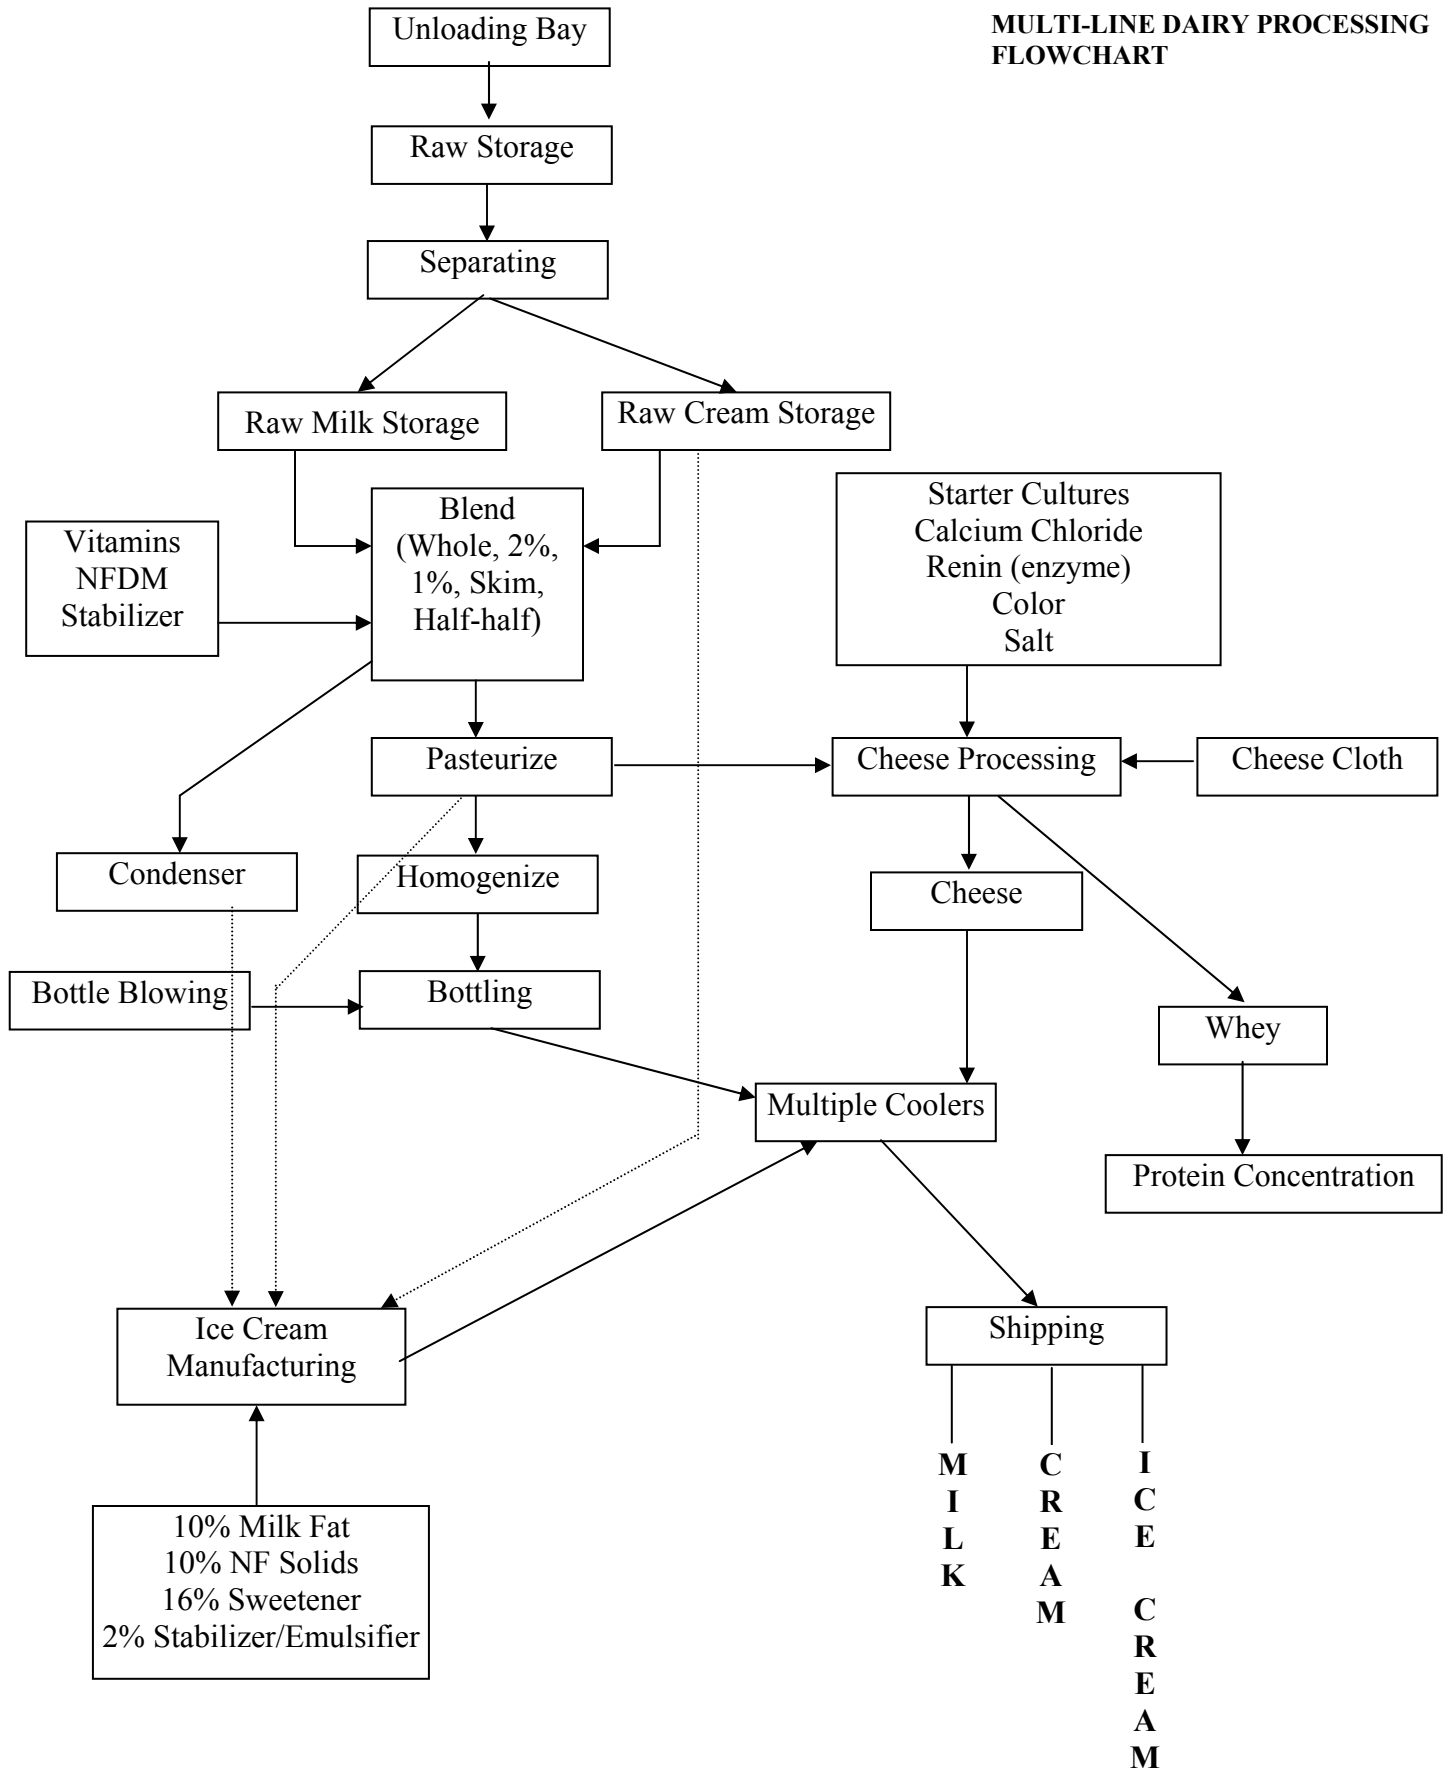 MULTI-LINE DAIRY PROCESSING
FLOWCHART
Unloading Bay
Raw Storage
Separating
Raw Milk Storage
Raw Cream Storage
Blend
(Whole, 2%,
1%, Skim,
Half-half)
Vitamins
NFDM
Stabilizer
Starter Cultures
Calcium Chloride
Renin (enzyme)
Color
Salt
Pasteurize
Cheese Processing
Cheese Cloth
Condenser
Homogenize
Cheese
Bottle Blowing
Bottling
Whey
Multiple Coolers
Protein Concentration
Ice Cream
Manufacturing
Shipping
10% Milk Fat
10% NF Solids
16% Sweetener
2% Stabilizer/Emulsifier
MILK
CREAM
ICE CREAM